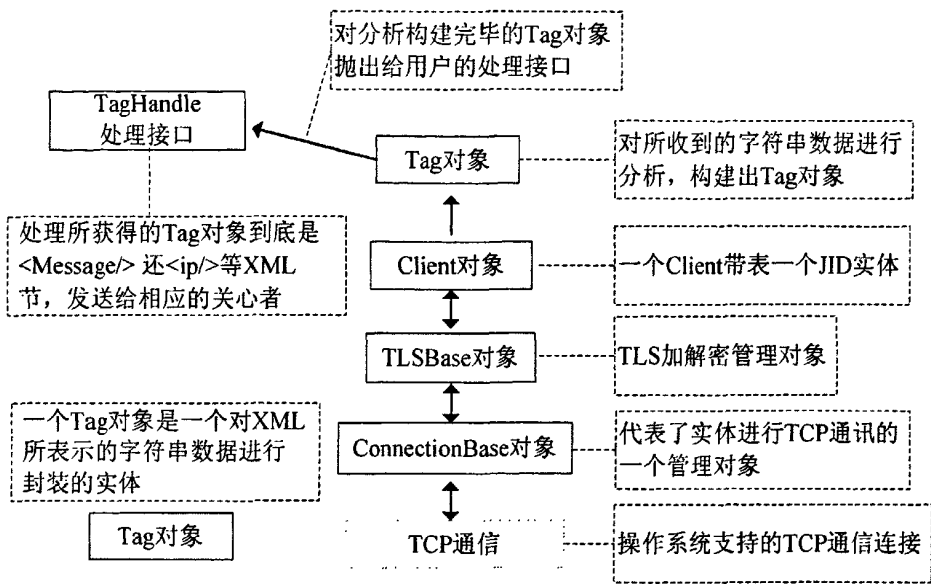 对分析构建完毕的Tag对象
抛出给用户的处理接口
TagHandle
处理接口
Tag对象
对所收到的字符串数据进行
分析，构建出Tag对象
处理所获得的Tag对象到底是
<Message/> 还<ip/>等XML
节，发送给相应的关心者
Client对象
一个Client带表一个JID实体
TLSBase对象
TLS加解密管理对象
一个Tag对象是一个对XML
所表示的字符串数据进行
封装的实体
ConnectionBase对象
代表了实体进行TCP通讯的
一个管理对象
Tag对象
TCP通信
操作系统支持的TCP通信连接